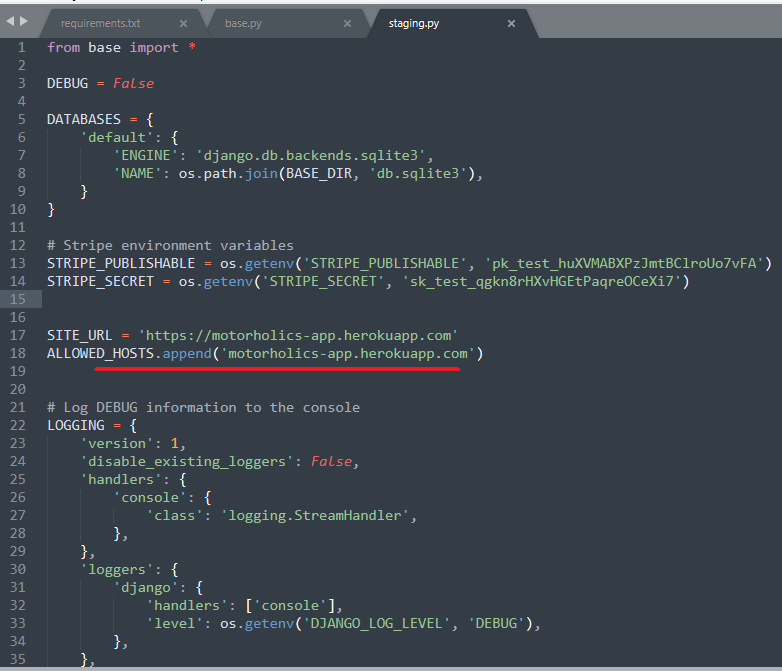 requirements.txt × base.py × staging.py ×
1 from base import *
2
3 DEBUG = False
4
5 DATABASES = {
6     'default': {
7         'ENGINE': 'django.db.backends.sqlite3',
8         'NAME': os.path.join(BASE_DIR, 'db.sqlite3'),
9     }
10 }
11
12 # Stripe environment variables
13 STRIPE_PUBLISHABLE = os.getenv('STRIPE_PUBLISHABLE', 'pk_test_huXVMABXPzJmtBClroUo7vFA')
14 STRIPE_SECRET = os.getenv('STRIPE_SECRET', 'sk_test_qgkn8rHXvHGEtPaqreOCeXi7')
15
16
17 SITE_URL = 'https://motorholics-app.herokuapp.com'
18 ALLOWED_HOSTS.append('motorholics-app.herokuapp.com')
19
20
21 # Log DEBUG information to the console
22 LOGGING = {
23     'version': 1,
24     'disable_existing_loggers': False,
25     'handlers': {
26         'console': {
27             'class': 'logging.StreamHandler',
28         },
29     },
30     'loggers': {
31         'django': {
32             'handlers': ['console'],
33             'level': os.getenv('DJANGO_LOG_LEVEL', 'DEBUG'),
34         },
35     },